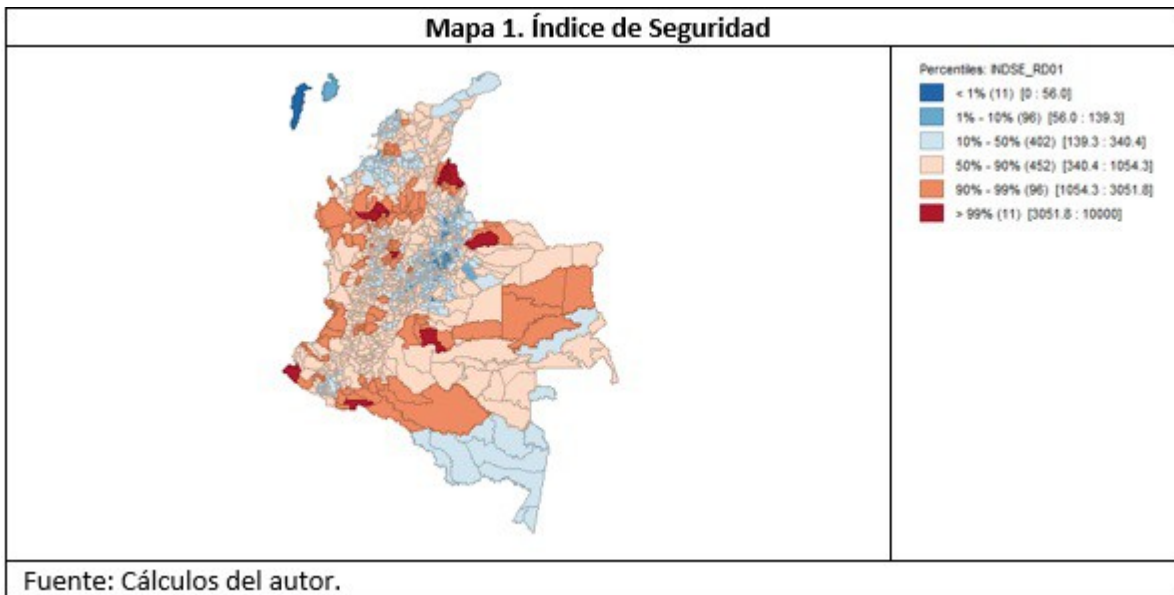 Mapa 1. Índice de Seguridad
Percentiles: INDSE_RD01
< 1% (11) [0 : 56.0]
1% - 10% (96) [56.0 : 139.3]
10% - 50% (402) [139.3 : 340.4]
50% - 90% (452) [340.4 : 1054.3]
90% - 99% (96) [1054.3 : 3051.8]
> 99% (11) [3051.8 : 10000]
Fuente: Cálculos del autor.